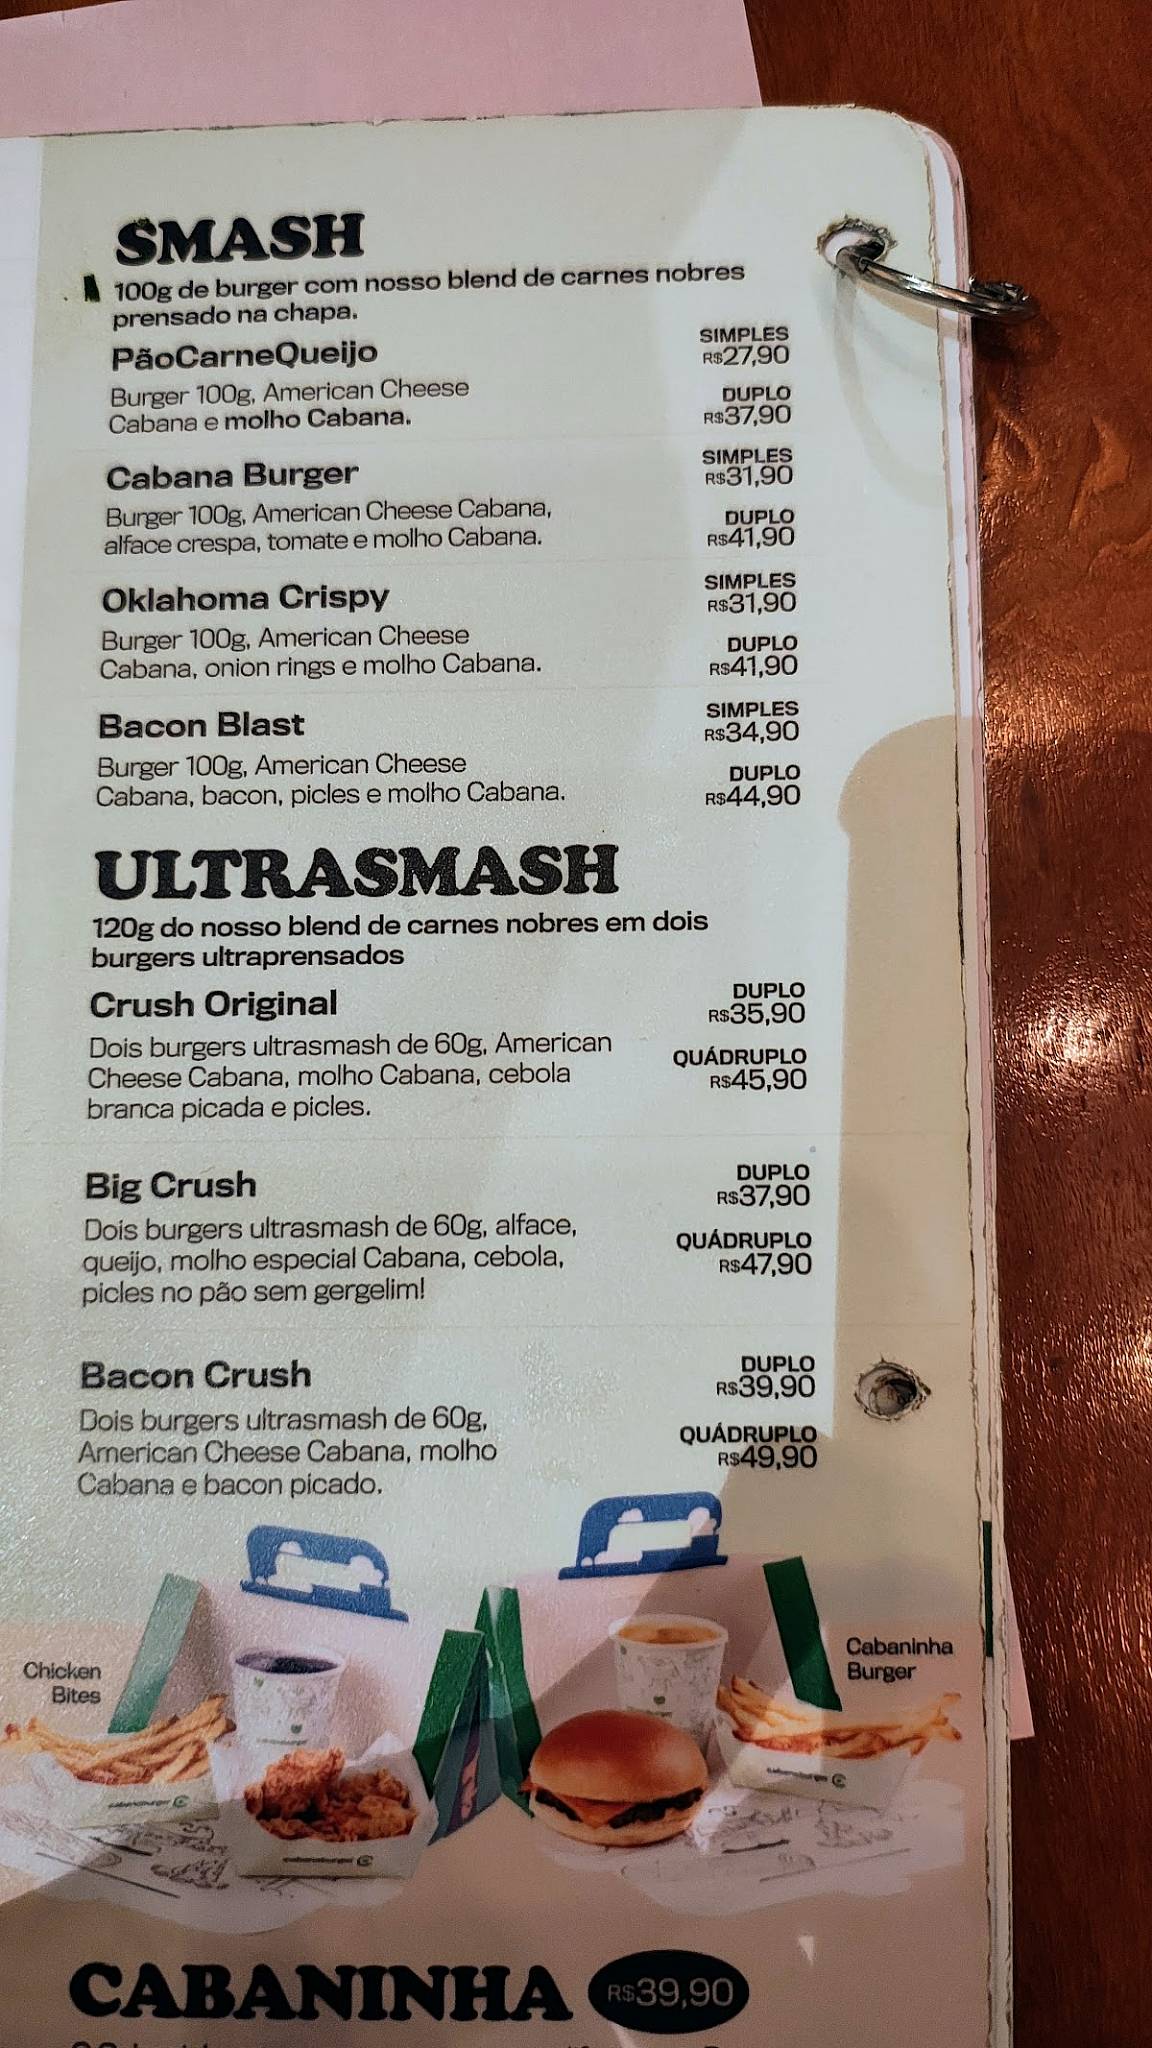 SMASH
100g de burger com nosso blend de carnes nobres
prensado na chapa.
PãoCarneQueijo
Burger 100g, American Cheese
Cabana e molho Cabana.
SIMPLES
R$27,90
DUPLO
R$37,90
Cabana Burger
Burger 100g, American Cheese Cabana,
alface crespa, tomate e molho Cabana.
SIMPLES
R$31,90
DUPLO
R$41,90
Oklahoma Crispy
Burger 100g, American Cheese
Cabana, onion rings e molho Cabana.
SIMPLES
R$31,90
DUPLO
R$41,90
Bacon Blast
Burger 100g, American Cheese
Cabana, bacon, picles e molho Cabana.
SIMPLES
R$34,90
DUPLO
R$44,90
ULTRASMASH
120g do nosso blend de carnes nobres em dois
burgers ultraprensados
Crush Original
Dois burgers ultrasmash de 60g, American
Cheese Cabana, molho Cabana, cebola
branca picada e picles.
DUPLO
R$35,90
QUÁDRUPLO
R$45,90
Big Crush
Dois burgers ultrasmash de 60g, alface,
queijo, molho especial Cabana, cebola,
picles no pão sem gergelim!
DUPLO
R$37,90
QUÁDRUPLO
R$47,90
Bacon Crush
Dois burgers ultrasmash de 60g,
American Cheese Cabana, molho
Cabana e bacon picado.
DUPLO
R$39,90
QUÁDRUPLO
R$49,90
Chicken
Bites
Cabaninha
Burger
CABANINHA
R$39,90